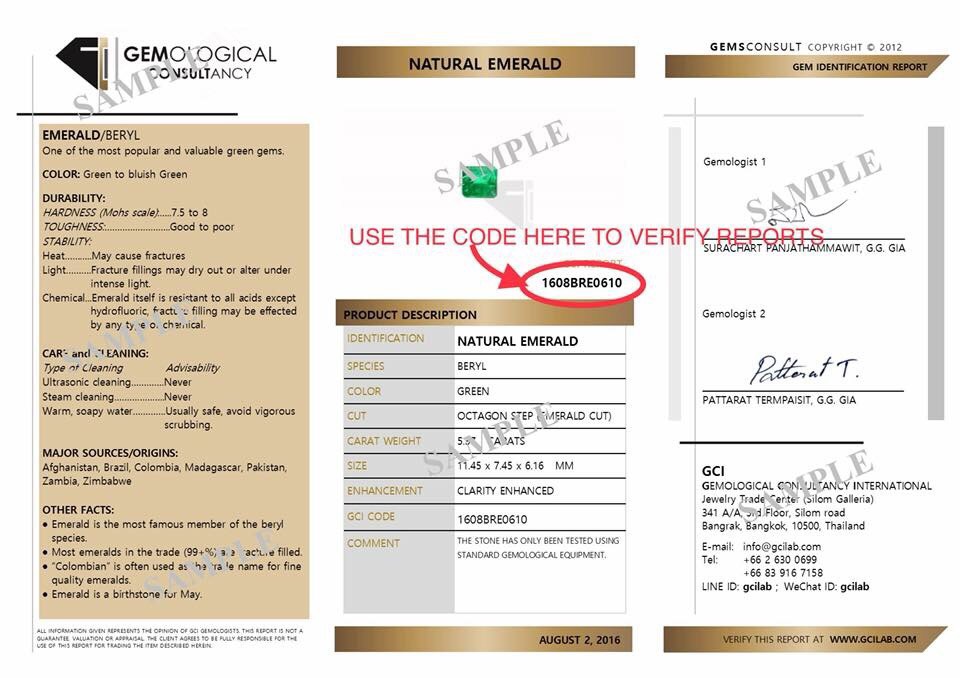 GEMOLOGICAL
CONSULTANCY
SAMPLE
EMERALD/BERYL
One of the most popular and valuable green gems.
COLOR: Green to bluish Green
DURABILITY:
HARDNESS (Mohs scale).....7.5 to 8
TOUGHNESS:.........................Good to poor
STABILITY:
Heat...........May cause fractures
Light..........Fracture fillings may dry out or alter under
intense light.
Chemical...Emerald itself is resistant to all acids except
hydrofluoric, fracture filling may be effected
by any type of chemical.
SAMPLE
CARE and CLEANING:
Type of Cleaning Advisability
Ultrasonic cleaning............Never
Steam cleaning..................Never
Warm, soapy water............Usually safe, avoid vigorous
scrubbing.
MAJOR SOURCES/ORIGINS:
Afghanistan, Brazil, Colombia, Madagascar, Pakistan,
Zambia, Zimbabwe
OTHER FACTS:
• Emerald is the most famous member of the beryl
species.
• Most emeralds in the trade (99+%) are fracture filled.
• "Colombian" is often used as the trade name for fine
quality emeralds.
• Emerald is a birthstone for May.
SAMPLE
ALL INFORMATION GIVEN REPRESENTS THE OPINION OF GCI GEMOLOGISTS. THIS REPORT IS NOT A
GUARANTEE, VALUATION OR APPRAISAL. THE CLIENT AGREES TO BE FULLY RESPONSIBLE FOR THE
USE OF THIS REPORT FOR TRADING THE ITEM DESCRIBED HEREIN.
NATURAL EMERALD
SAMPLE
USE THE CODE HERE TO VERIFY REPORTS
GCI REPORT
1608BRE0610
PRODUCT DESCRIPTION
IDENTIFICATION NATURAL EMERALD
SPECIES BERYL
COLOR GREEN
CUT OCTAGON STEP (EMERALD CUT)
CARAT WEIGHT CARATS
SIZE 11.45 x 7.45 x 6.16 MM
ENHANCEMENT CLARITY ENHANCED
GCI CODE 1608BRE0610
COMMENT THE STONE HAS ONLY BEEN TESTED USING
STANDARD GEMOLOGICAL EQUIPMENT.
SAMPLE
AUGUST 2, 2016
GEMSCONSULT COPYRIGHT © 2012
GEM IDENTIFICATION REPORT
Gemologist 1
SAMPLE
SURACHART PANJATHAMMAWIT, G.G. GIA
Gemologist 2
Pattarat T.
PATTARAT TERMPAISIT, G.G. GIA
GCI
GEMOLOGICAL CONSULTANCY INTERNATIONAL
Jewelry Trade Center (Silom Galleria)
341 A/A, 3rd Floor, Silom road
Bangrak, Bangkok, 10500, Thailand
SAMPLE
E-mail: info@gcilab.com
Tel: +66 2 630 0699
+66 83 916 7158
LINE ID: gcilab ; WeChat ID: gcilab
VERIFY THIS REPORT AT WWW.GCILAB.COM